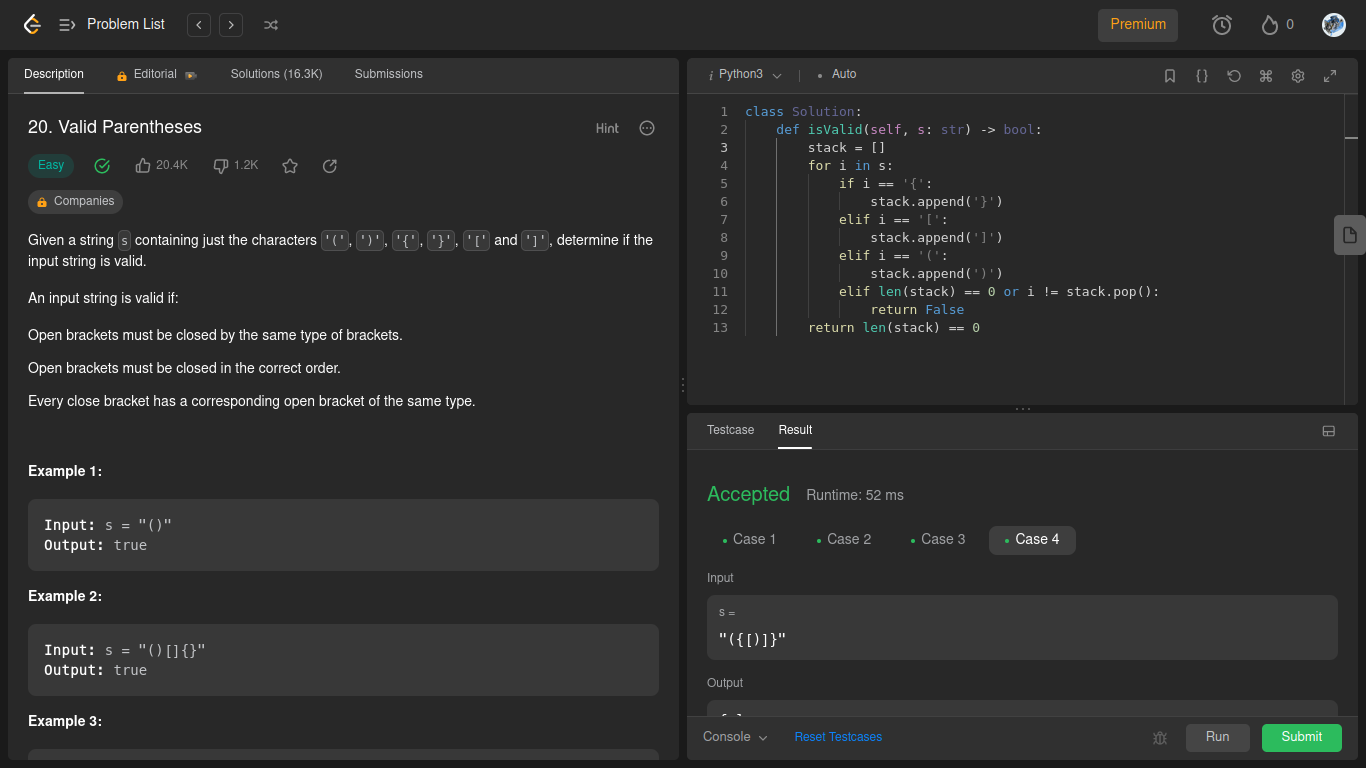 Problem List
Premium
0
Description
Editorial
Solutions (16.3K)
Submissions
20. Valid Parentheses
Hint
Easy
20.4K
1.2K
Companies
Given a string s containing just the characters '(', ')', '{', '}', '[' and ']', determine if the
input string is valid.
An input string is valid if:
Open brackets must be closed by the same type of brackets.
Open brackets must be closed in the correct order.
Every close bracket has a corresponding open bracket of the same type.
Example 1:
Input: s = "()"
Output: true
Example 2:
Input: s = "()[]{}"
Output: true
Example 3:
i Python3
Auto
1 class Solution:
2 def isValid(self, s: str) -> bool:
3 stack = []
4 for i in s:
5 if i == '{':
6 stack.append('}')
7 elif i == '[':
8 stack.append(']')
9 elif i == '(':
10 stack.append(')')
11 elif len(stack) == 0 or i != stack.pop():
12 return False
13 return len(stack) == 0
Testcase
Result
Accepted
Runtime: 52 ms
Case 1
Case 2
Case 3
Case 4
Input
s =
"({[)]}"
Output
Console
Reset Testcases
Run
Submit